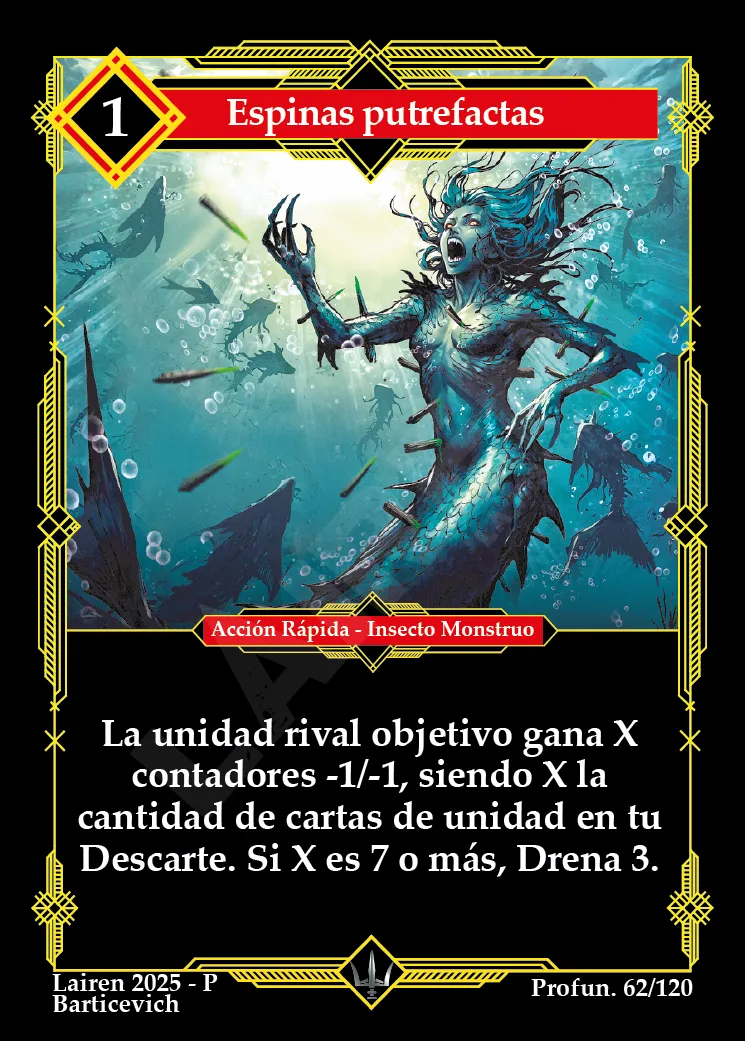 1
Espinas putrefactas
Acción Rápida - Insecto Monstruo
La unidad rival objetivo gana X
contadores -1/-1, siendo X la
cantidad de cartas de unidad en tu
Descarte. Si X es 7 o más, Drena 3.
Lairen 2025 - P
Barticevich
Profun. 62/120